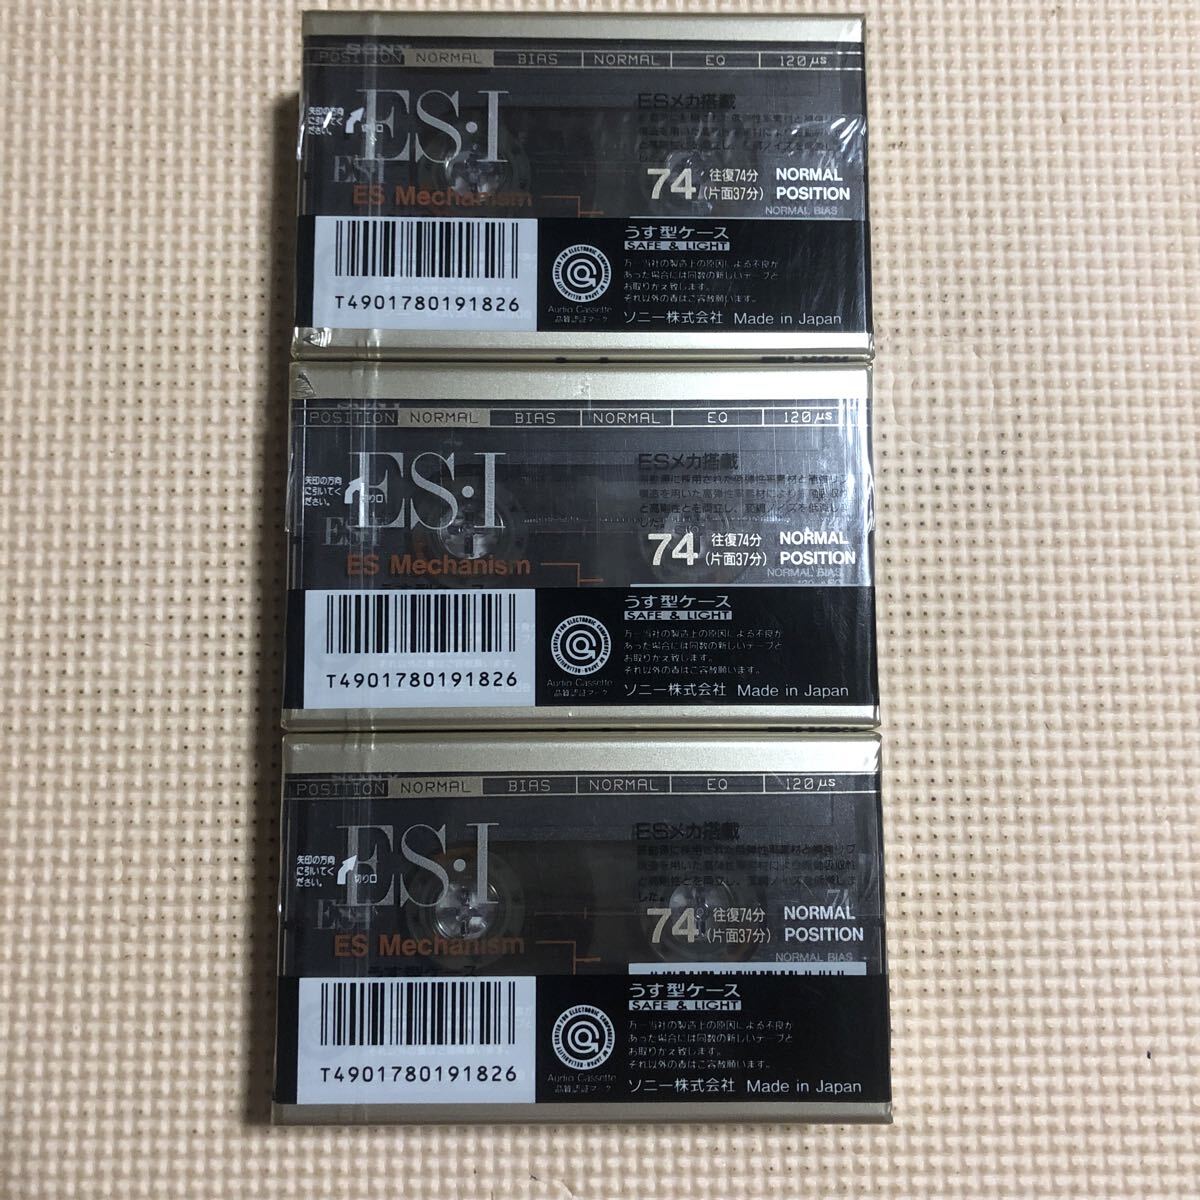 SONY
POSITION NORMAL BIAS NORMAL EQ 120μs
ES·I
矢印の方向
に引いてく
ださい。
切り口
ESメカ搭載
74 往復74分 NORMAL
(片面37分) POSITION
NORMAL BIAS
ES Mechanism
うす型ケース
SAFE & LIGHT
万一当社の製造上の原因による不良が
あった場合には同数の新しいテープと
お取りかえ致します。
それ以外の責はご容赦願います。
T4901780191826
Audio Cassette
品質認証マーク
ソニー株式会社 Made in Japan
POSITION NORMAL BIAS NORMAL EQ 120μs
ES·I
矢印の方向
に引いてく
ださい。
切り口
ESメカ搭載
74 往復74分 NORMAL
(片面37分) POSITION
NORMAL BIAS
ES Mechanism
うす型ケース
SAFE & LIGHT
万一当社の製造上の原因による不良が
あった場合には同数の新しいテープと
お取りかえ致します。
それ以外の責はご容赦願います。
T4901780191826
Audio Cassette
品質認証マーク
ソニー株式会社 Made in Japan
SONY
POSITION NORMAL BIAS NORMAL EQ 120μs
ES·I
矢印の方向
に引いてく
ださい。
切り口
ESメカ搭載
74 往復74分 NORMAL
(片面37分) POSITION
NORMAL BIAS
ES Mechanism
うす型ケース
SAFE & LIGHT
万一当社の製造上の原因による不良が
あった場合には同数の新しいテープと
お取りかえ致します。
それ以外の責はご容赦願います。
T4901780191826
Audio Cassette
品質認証マーク
ソニー株式会社 Made in Japan